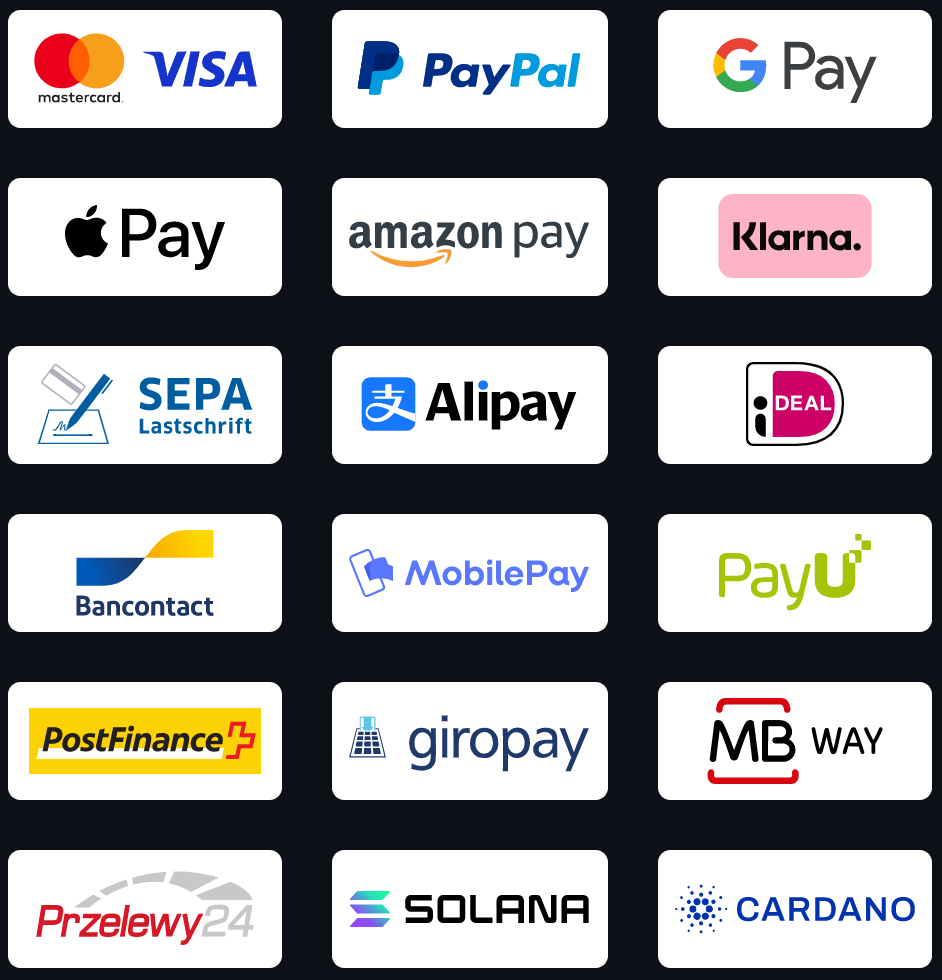 mastercard.
VISA
PayPal
G Pay
Pay
amazon pay
Klarna.
SEPA
Lastschrift
支 Alipay
iDEAL
Bancontact
MobilePay
PayU
PostFinance
giropay
MB WAY
Przelewy24
SOLANA
CARDANO